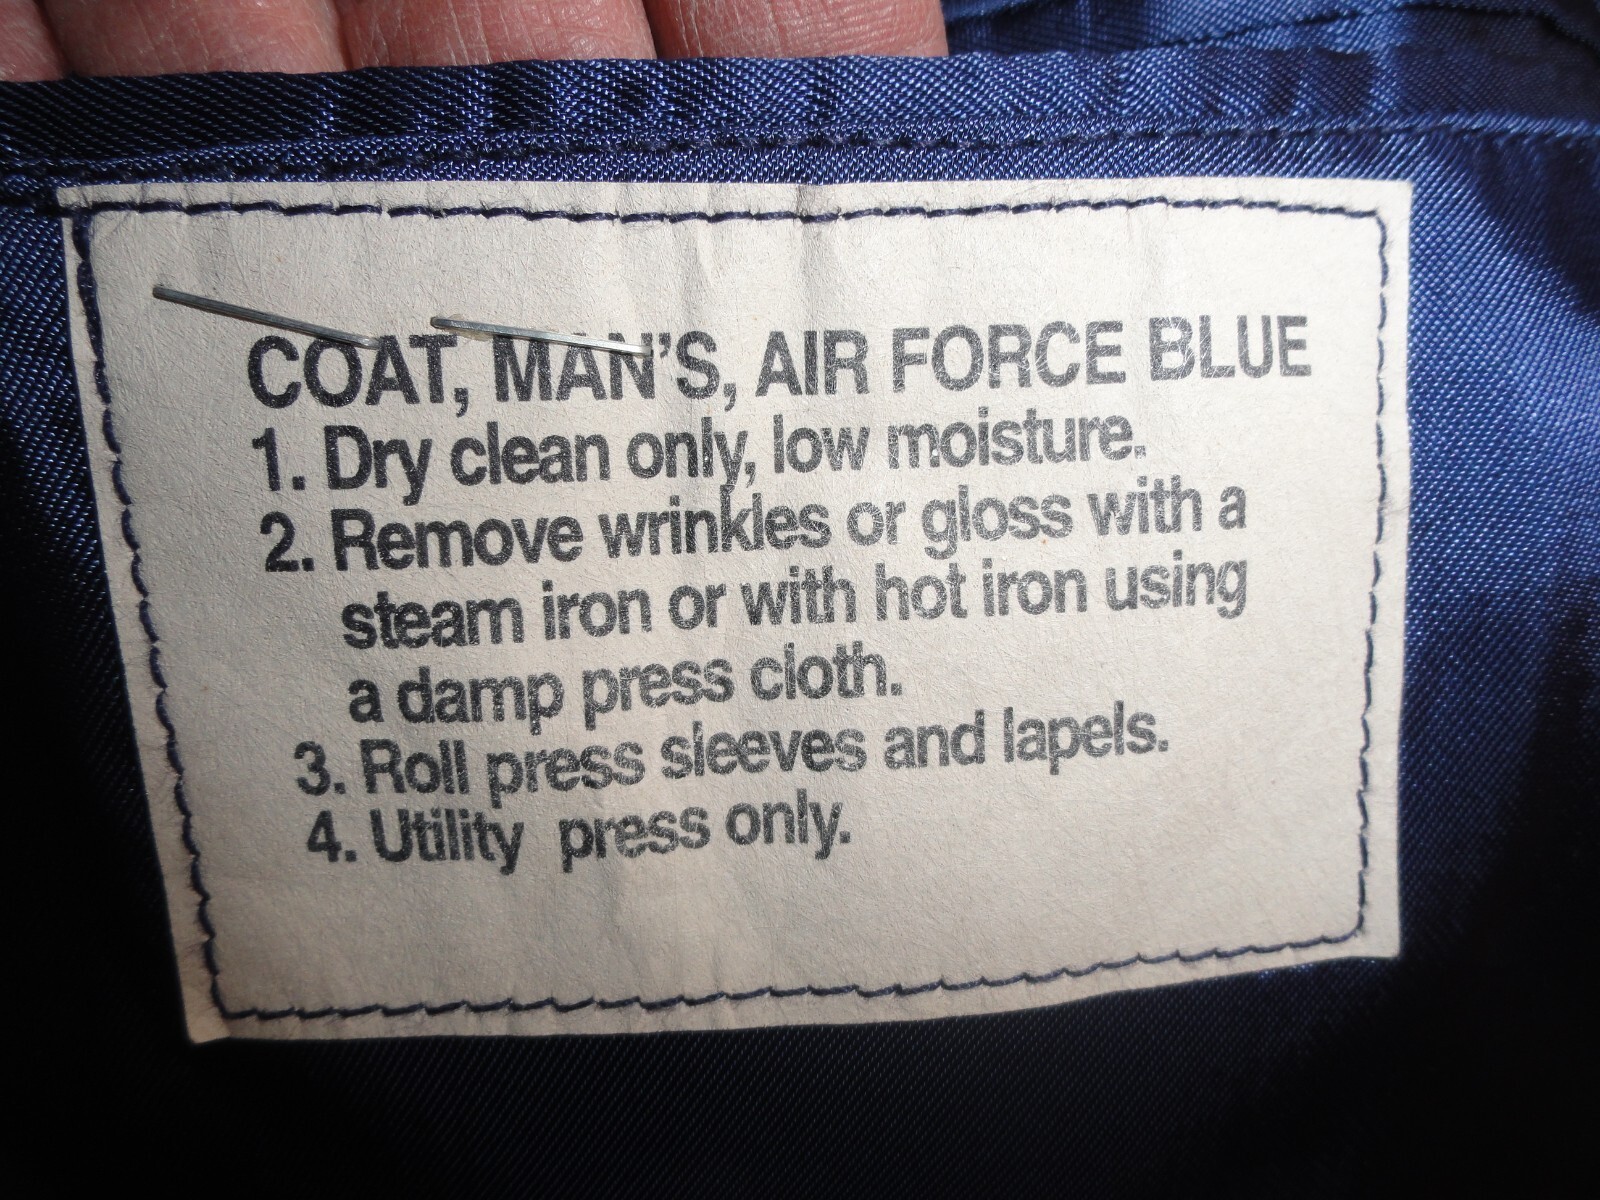 COAT, MAN'S, AIR FORCE BLUE
1. Dry clean only, low moisture.
2. Remove wrinkles or gloss with a
steam iron or with hot iron using
a damp press cloth.
3. Roll press sleeves and lapels.
4. Utility press only.